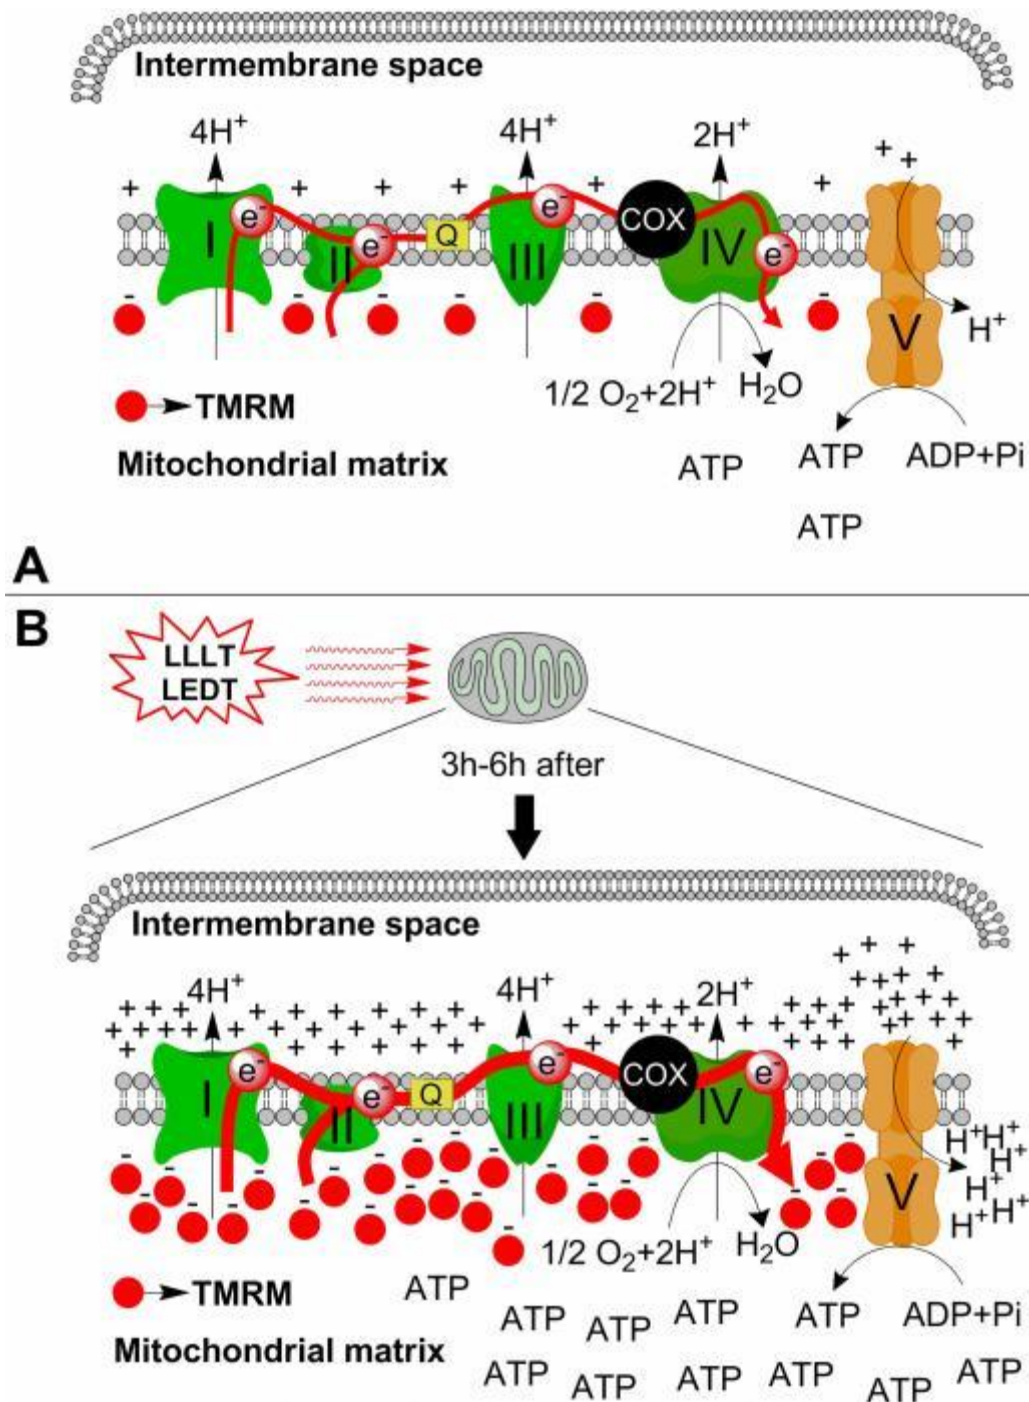 Intermembrane space
4H+ 4H+ 2H+ + +
+ + + + + +
I e- II e- Q III e- COX IV e- V
- - - - - -
H+
1/2 O2+2H+ H2O
TMRM
Mitochondrial matrix
ATP ATP ADP+Pi
ATP
A
B
LLLT
LEDT
3h-6h after
Intermembrane space
4H+ 4H+ 2H+
I e- II e- Q III e- COX IV e- V
H+ H+
H+
H+
H+ H+
1/2 O2+2H+ H2O
TMRM
ATP
ATP ATP ATP ATP ADP+Pi
Mitochondrial matrix
ATP ATP ATP ATP ATP ATP